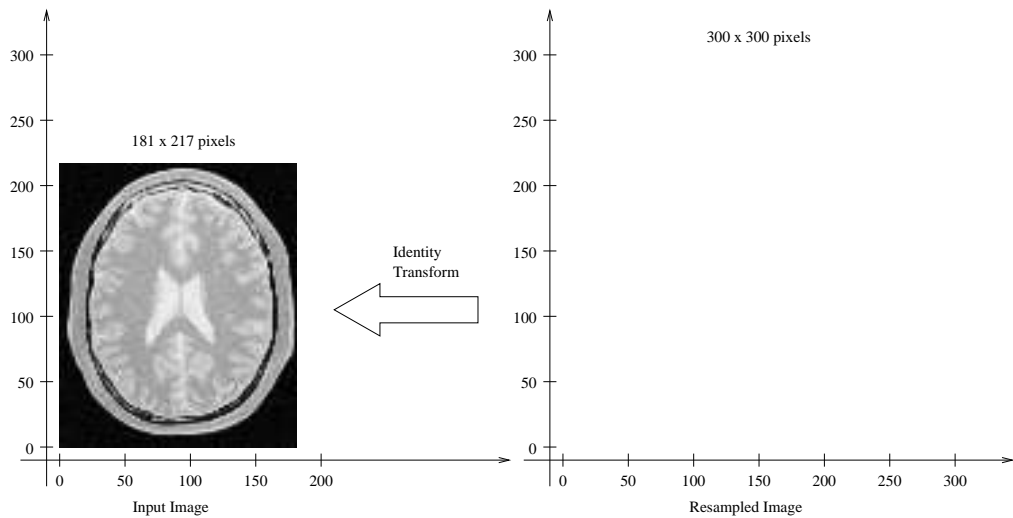 300
250
200
150
100
50
0
181 x 217 pixels
0 50 100 150 200
Input Image
Identity
Transform
300 x 300 pixels
300
250
200
150
100
50
0
0 50 100 150 200 250 300
Resampled Image